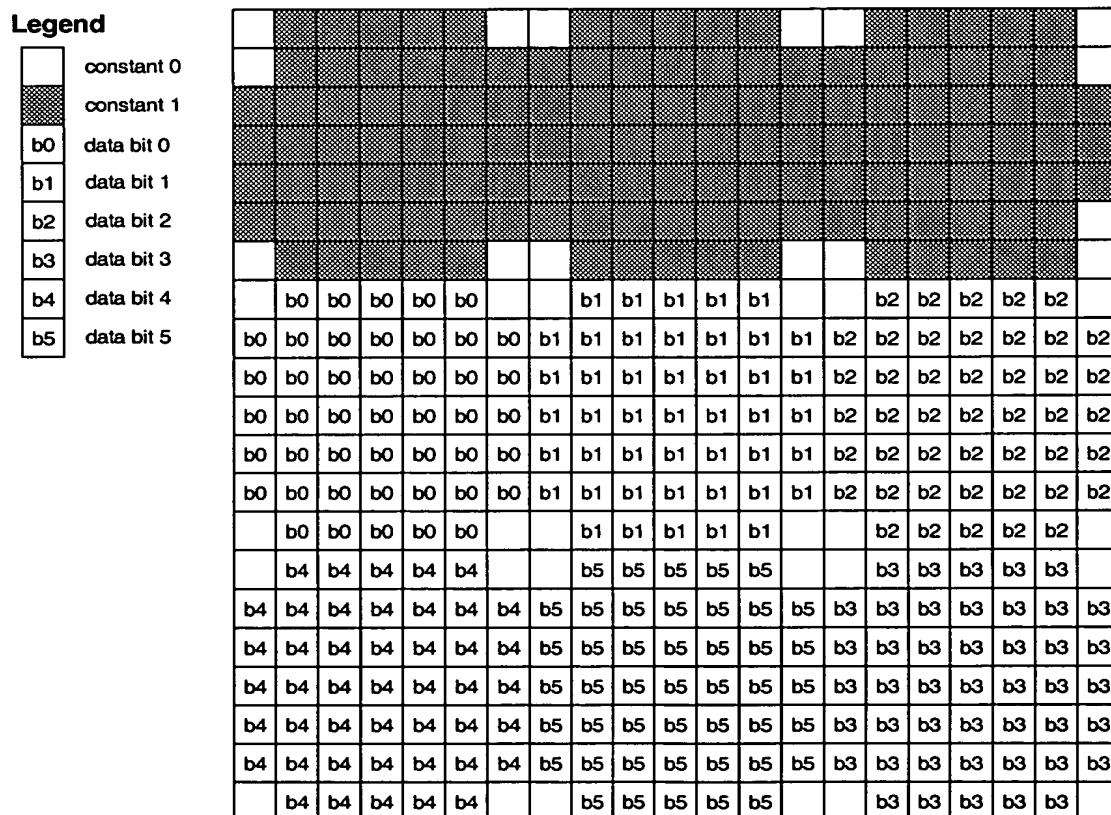 Legend
constant 0
constant 1
b0 data bit 0
b1 data bit 1
b2 data bit 2
b3 data bit 3
b4 data bit 4
b5 data bit 5
b0 b0 b0 b0 b0 b1 b1 b1 b1 b1 b2 b2 b2 b2 b2
b0 b0 b0 b0 b0 b0 b0 b1 b1 b1 b1 b1 b1 b1 b2 b2 b2 b2 b2 b2 b2
b0 b0 b0 b0 b0 b0 b0 b1 b1 b1 b1 b1 b1 b1 b2 b2 b2 b2 b2 b2 b2
b0 b0 b0 b0 b0 b0 b0 b1 b1 b1 b1 b1 b1 b1 b2 b2 b2 b2 b2 b2 b2
b0 b0 b0 b0 b0 b0 b0 b1 b1 b1 b1 b1 b1 b1 b2 b2 b2 b2 b2 b2 b2
b0 b0 b0 b0 b0 b0 b0 b1 b1 b1 b1 b1 b1 b1 b2 b2 b2 b2 b2 b2 b2
b0 b0 b0 b0 b0 b1 b1 b1 b1 b1 b2 b2 b2 b2 b2
b4 b4 b4 b4 b4 b5 b5 b5 b5 b5 b3 b3 b3 b3 b3
b4 b4 b4 b4 b4 b4 b4 b5 b5 b5 b5 b5 b5 b5 b3 b3 b3 b3 b3 b3 b3
b4 b4 b4 b4 b4 b4 b4 b5 b5 b5 b5 b5 b5 b5 b3 b3 b3 b3 b3 b3 b3
b4 b4 b4 b4 b4 b4 b4 b5 b5 b5 b5 b5 b5 b5 b3 b3 b3 b3 b3 b3 b3
b4 b4 b4 b4 b4 b4 b4 b5 b5 b5 b5 b5 b5 b5 b3 b3 b3 b3 b3 b3 b3
b4 b4 b4 b4 b4 b4 b4 b5 b5 b5 b5 b5 b5 b5 b3 b3 b3 b3 b3 b3 b3
b4 b4 b4 b4 b4 b5 b5 b5 b5 b5 b3 b3 b3 b3 b3